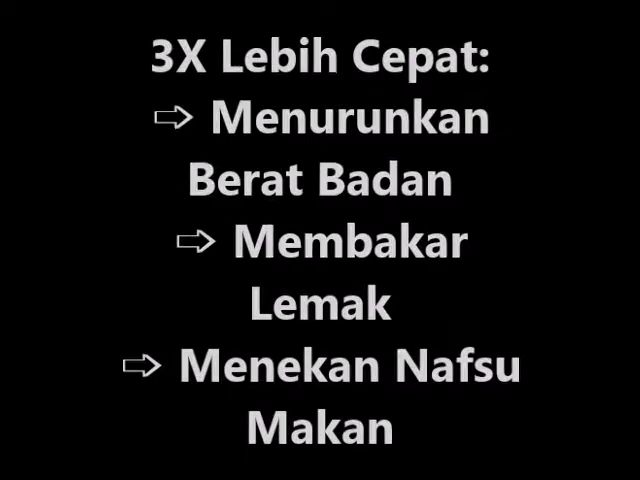 3X Lebih Cepat:
⇨ Menurunkan
Berat Badan
⇨ Membakar
Lemak
⇨ Menekan Nafsu
Makan